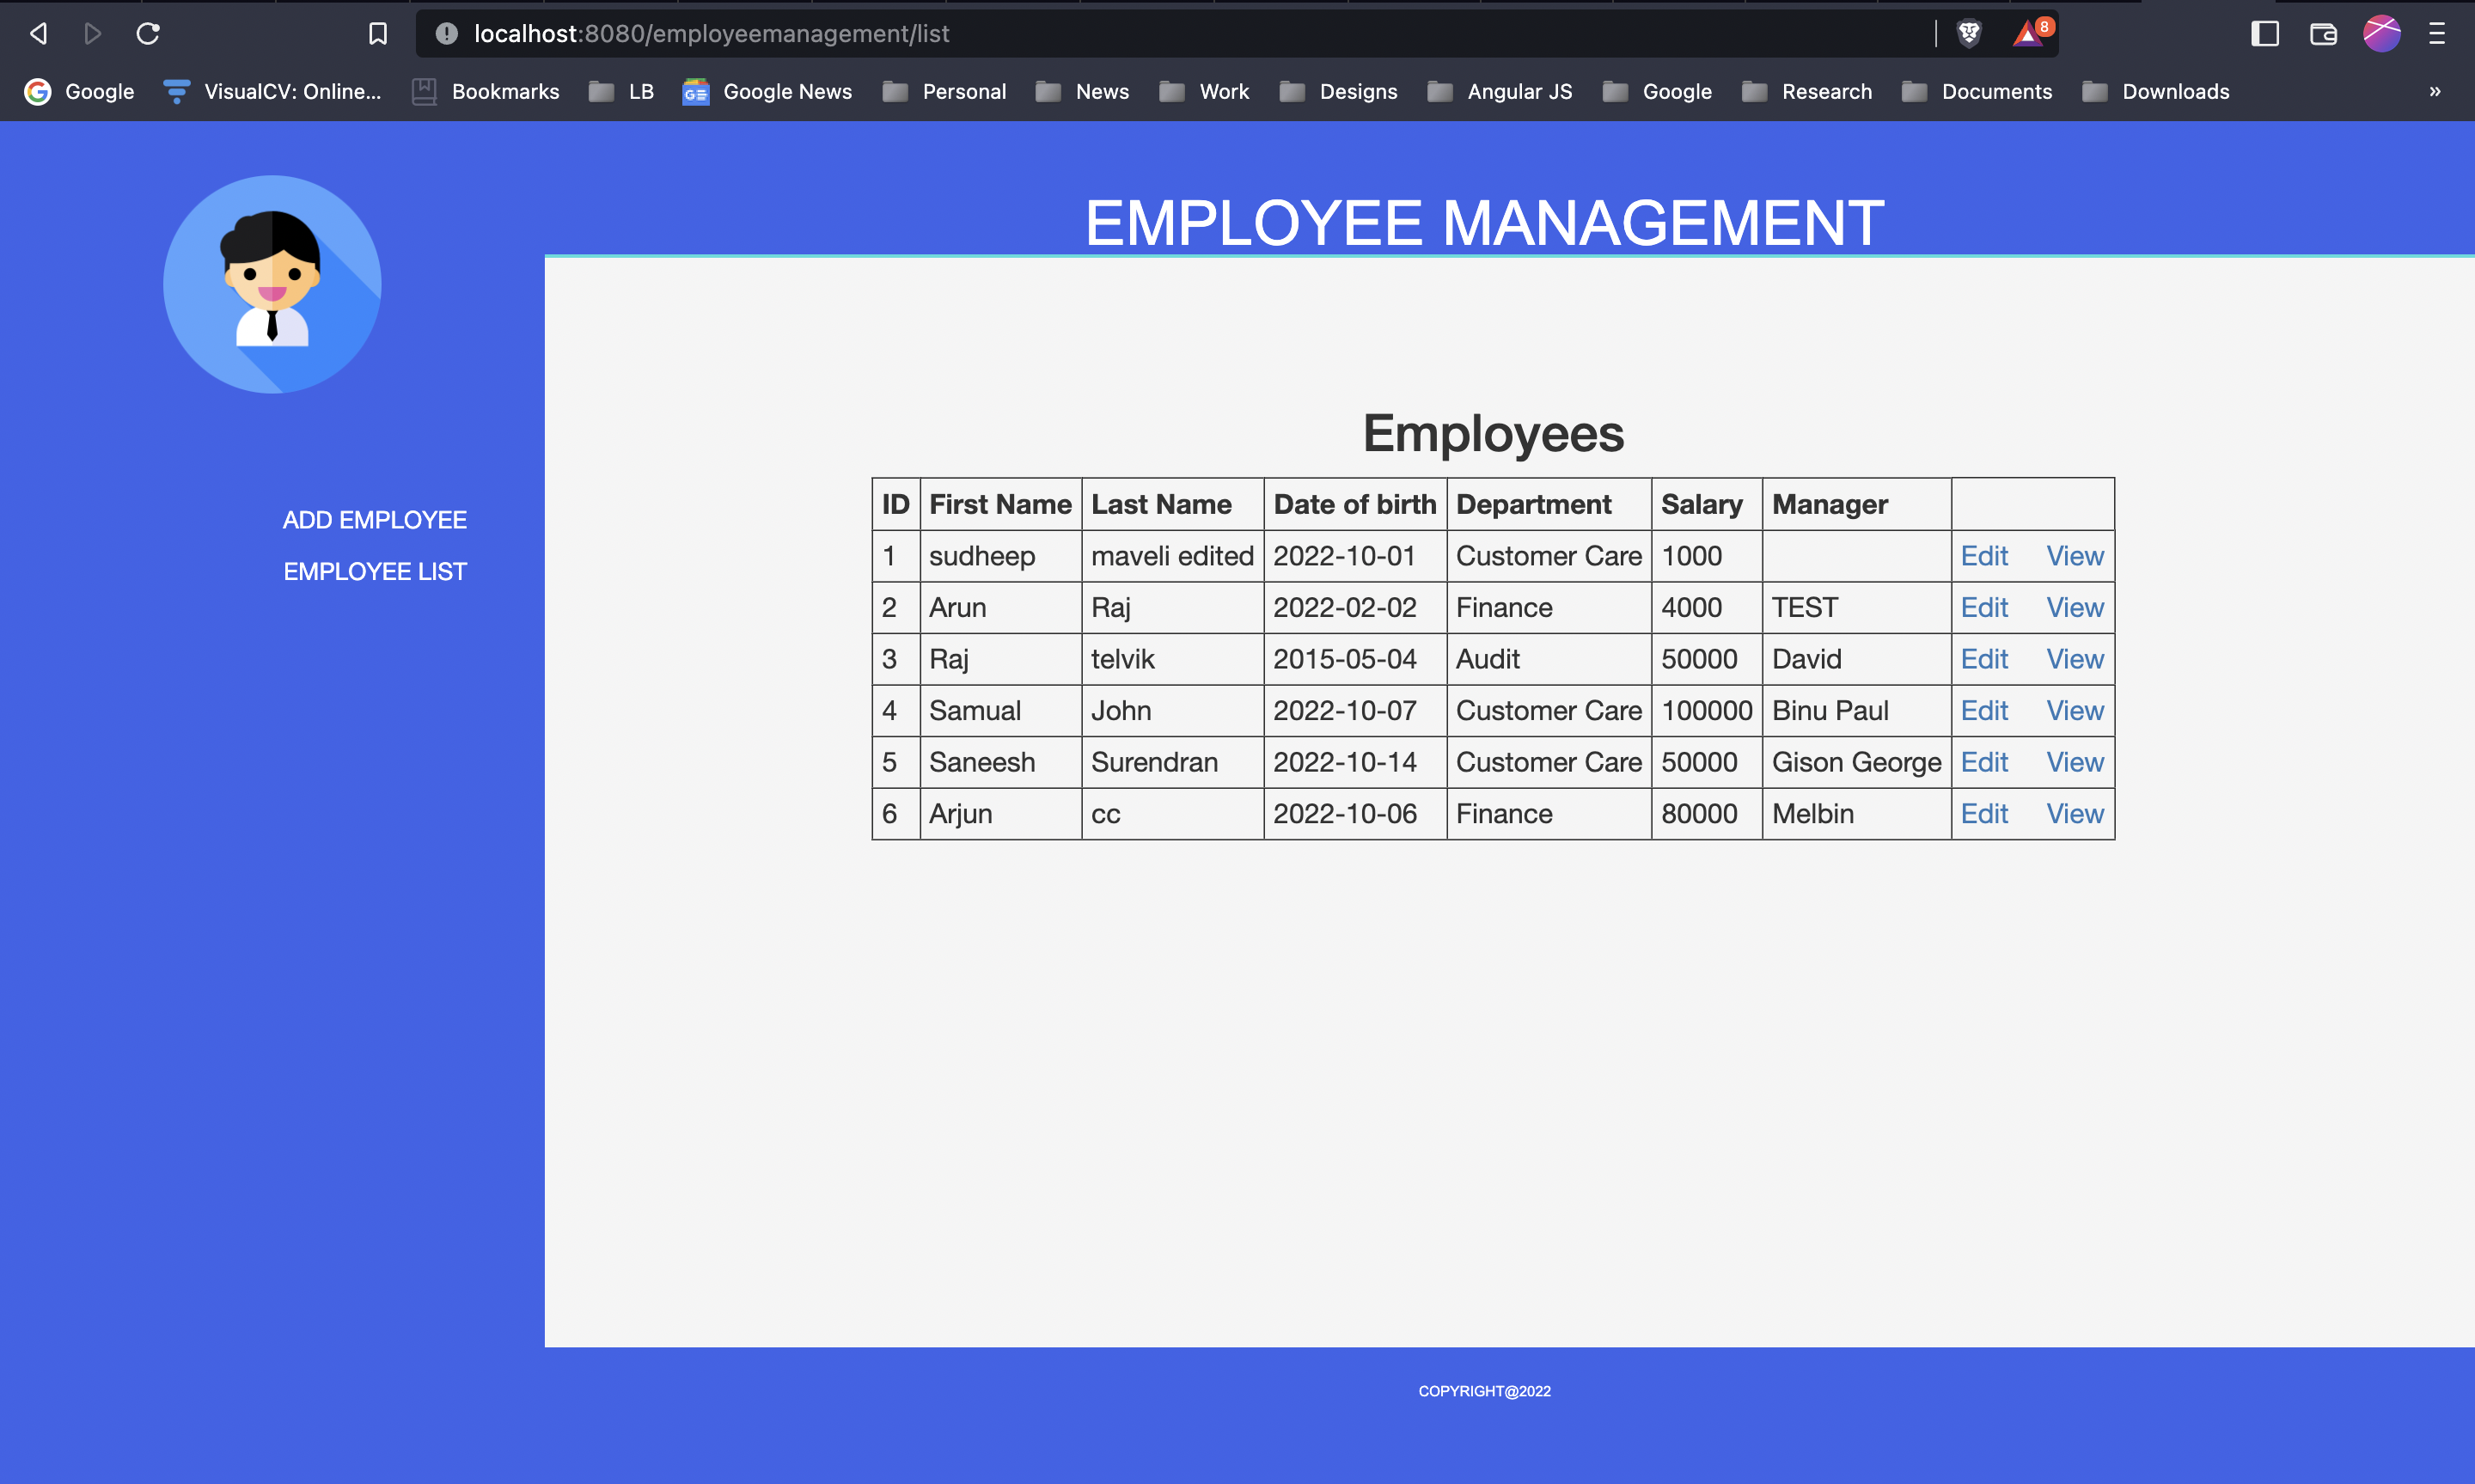 localhost:8080/employeemanagement/list
8
Google VisualCV: Online... Bookmarks LB Google News Personal News Work Designs Angular JS Google Research Documents Downloads »
EMPLOYEE MANAGEMENT
ADD EMPLOYEE
EMPLOYEE LIST
Employees
ID First Name Last Name Date of birth Department Salary Manager
1 sudheep maveli edited 2022-10-01 Customer Care 1000 Edit View
2 Arun Raj 2022-02-02 Finance 4000 TEST Edit View
3 Raj telvik 2015-05-04 Audit 50000 David Edit View
4 Samual John 2022-10-07 Customer Care 100000 Binu Paul Edit View
5 Saneesh Surendran 2022-10-14 Customer Care 50000 Gison George Edit View
6 Arjun cc 2022-10-06 Finance 80000 Melbin Edit View
COPYRIGHT@2022